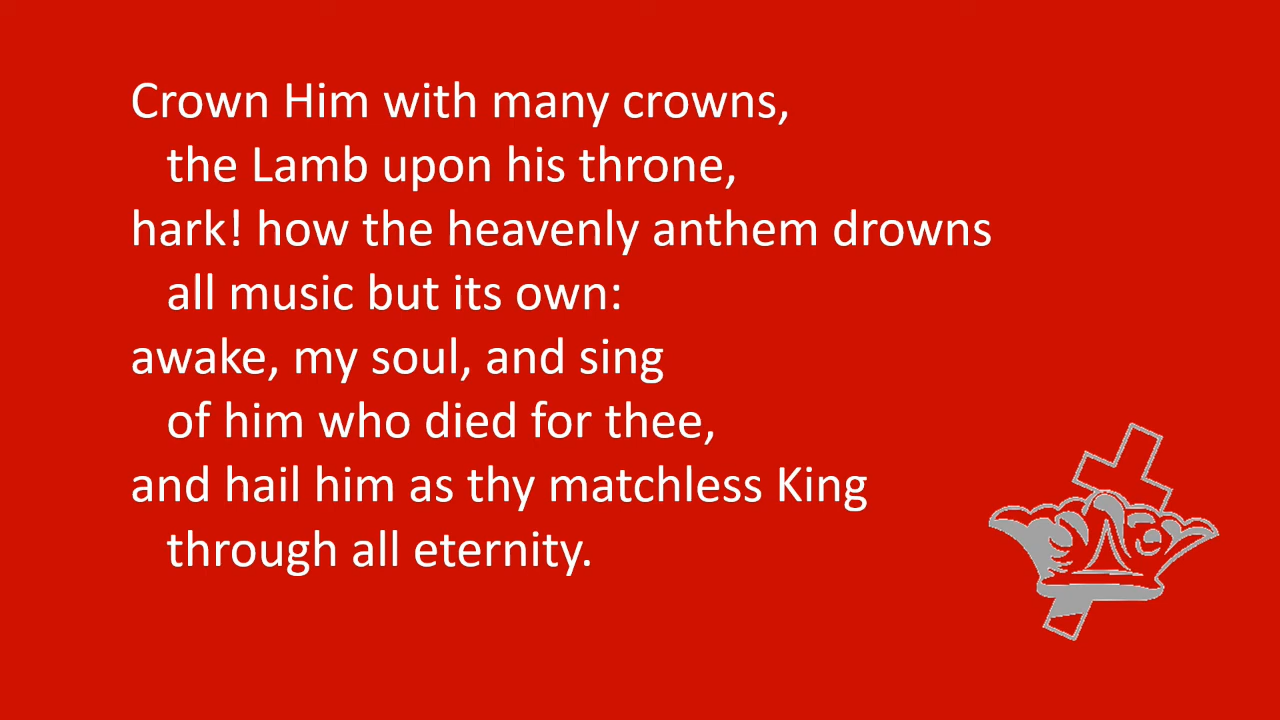 Crown Him with many crowns,
the Lamb upon his throne,
hark! how the heavenly anthem drowns
all music but its own:
awake, my soul, and sing
of him who died for thee,
and hail him as thy matchless King
through all eternity.